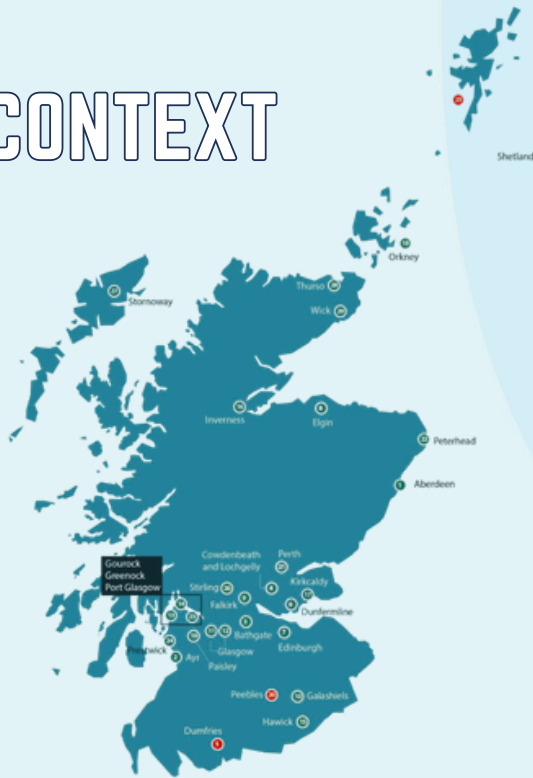 CONTEXT
Shetland
Orkney
Thurso
Wick
Stornoway
Inverness
Elgin
Peterhead
Aberdeen
Gourock
Greenock
Port Glasgow
Cowdenbeath
and Lochgelly
Perth
Stirling
Kirkcaldy
Falkirk
Dunfermline
Bathgate
Edinburgh
Glasgow
Paisley
Prestwick
Ayr
Peebles
Galashiels
Hawick
Dumfries